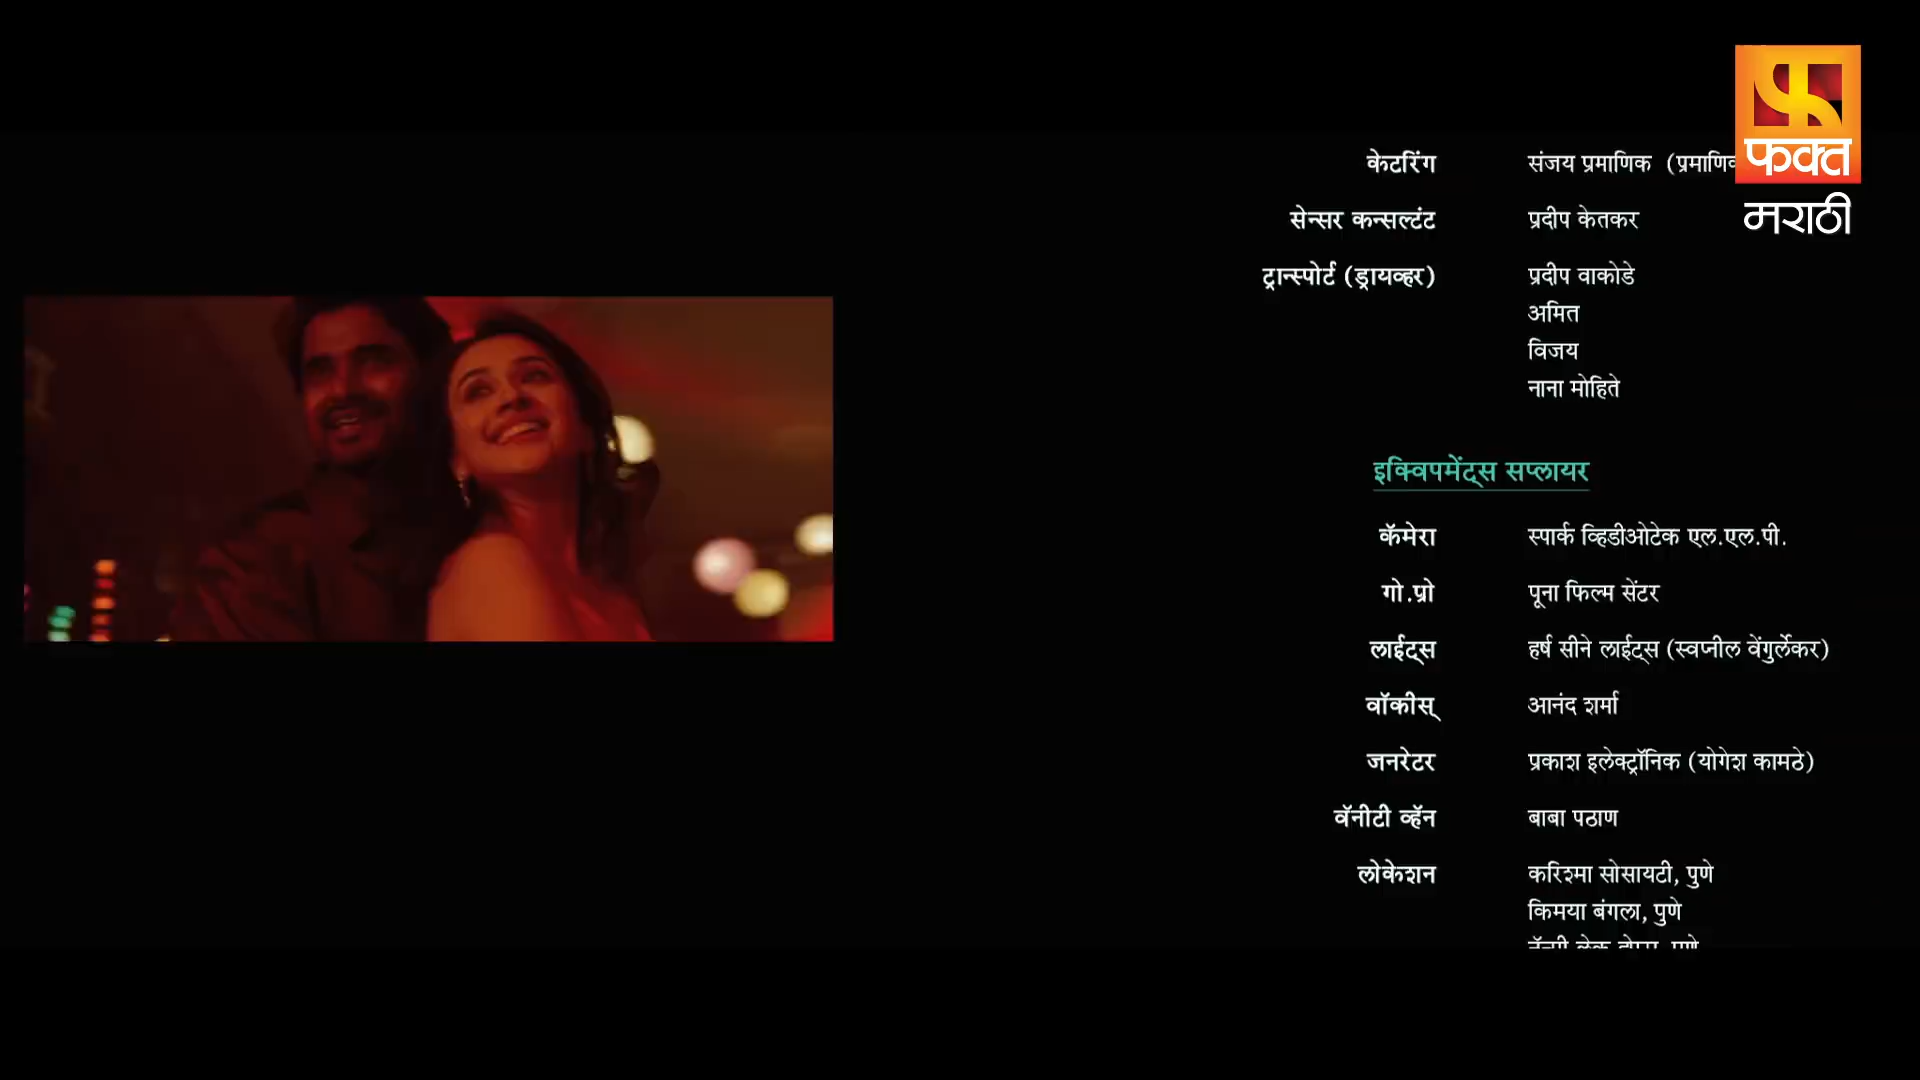 फक्त
मराठी
केटरिंग संजय प्रमाणिक
सेन्सर कन्सल्टंट प्रदीप केतकर
ट्रान्स्पोर्ट (ड्रायव्हर) प्रदीप वाकोडे
अमित
विजय
नाना मोहिते
इक्विपमेंट्स सप्लायर
कॅमेरा स्पार्क व्हिडीओटेक एल.एल.पी.
गो.प्रो पूना फिल्म सेंटर
लाईट्स हर्ष सीने लाईट्स (स्वप्नील वेंगुर्लेकर)
वॉकीस् आनंद शर्मा
जनरेटर प्रकाश इलेक्ट्रॉनिक (योगेश कामठे)
वॅनीटी व्हॅन बाबा पठाण
लोकेशन करिश्मा सोसायटी, पुणे
किमया बंगला, पुणे